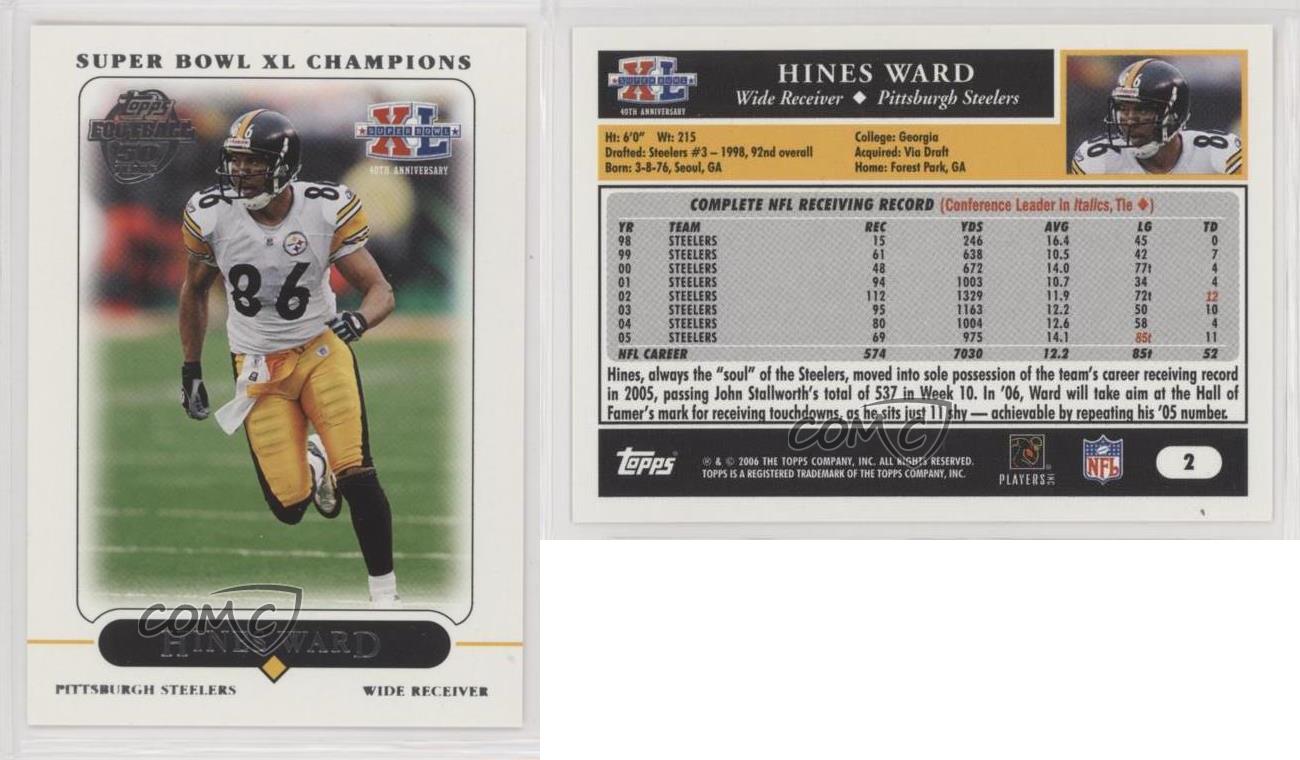 SUPER BOWL XL CHAMPIONS
Topps
FOOTBALL
50
XL
SUPER BOWL
40TH ANNIVERSARY
86
86
COMC
HINES WARD
PITTSBURGH STEELERS
WIDE RECEIVER
XL
SUPER BOWL
40TH ANNIVERSARY
HINES WARD
Wide Receiver ◆ Pittsburgh Steelers
Ht: 6'0" Wt: 215
Drafted: Steelers #3 – 1998, 92nd overall
Born: 3-8-76, Seoul, GA
College: Georgia
Acquired: Via Draft
Home: Forest Park, GA
COMPLETE NFL RECEIVING RECORD (Conference Leader in Italics, Tie ◆)
YR TEAM REC YDS AVG LG TD
98 STEELERS 15 246 16.4 45 0
99 STEELERS 61 638 10.5 42 7
00 STEELERS 48 672 14.0 77t 4
01 STEELERS 94 1003 10.7 34 4
02 STEELERS 112 1329 11.9 72t 12
03 STEELERS 95 1163 12.2 50 10
04 STEELERS 80 1004 12.6 58 4
05 STEELERS 69 975 14.1 85t 11
NFL CAREER 574 7030 12.2 85t 52
Hines, always the “soul” of the Steelers, moved into sole possession of the team's career receiving record
in 2005, passing John Stallworth's total of 537 in Week 10. In '06, Ward will take aim at the Hall of
Famer's mark for receiving touchdowns, as he sits just 11 shy — achievable by repeating his '05 number.
COMC
Topps
® & © 2006 THE TOPPS COMPANY, INC. ALL RIGHTS RESERVED.
TOPPS IS A REGISTERED TRADEMARK OF THE TOPPS COMPANY, INC.
PLAYERS INC
NFL
2